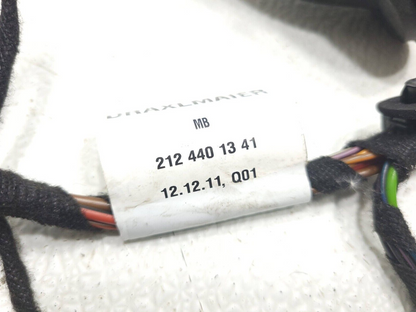 DRAXLMAIER
MB
212 440 13 41
12.12.11, Q01